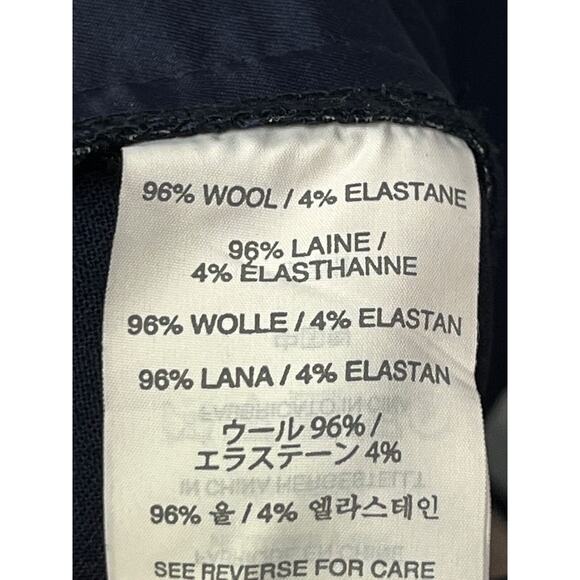 96% WOOL / 4% ELASTANE
96% LAINE /
4% ÉLASTHANNE
96% WOLLE / 4% ELASTAN
96% LANA / 4% ELASTAN
ウール 96% /
エラステーン 4%
96% 울 / 4% 엘라스테인
SEE REVERSE FOR CARE